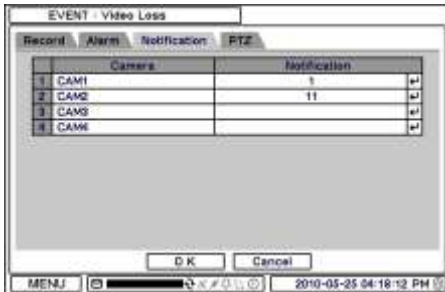 EVENT : Video Loss
Record Alarm Notification PTZ
Camera Notification
1 CAM1 1
2 CAM2 11
3 CAM3
4 CAM4
OK Cancel
MENU 2010-05-25 04:18:12 PM